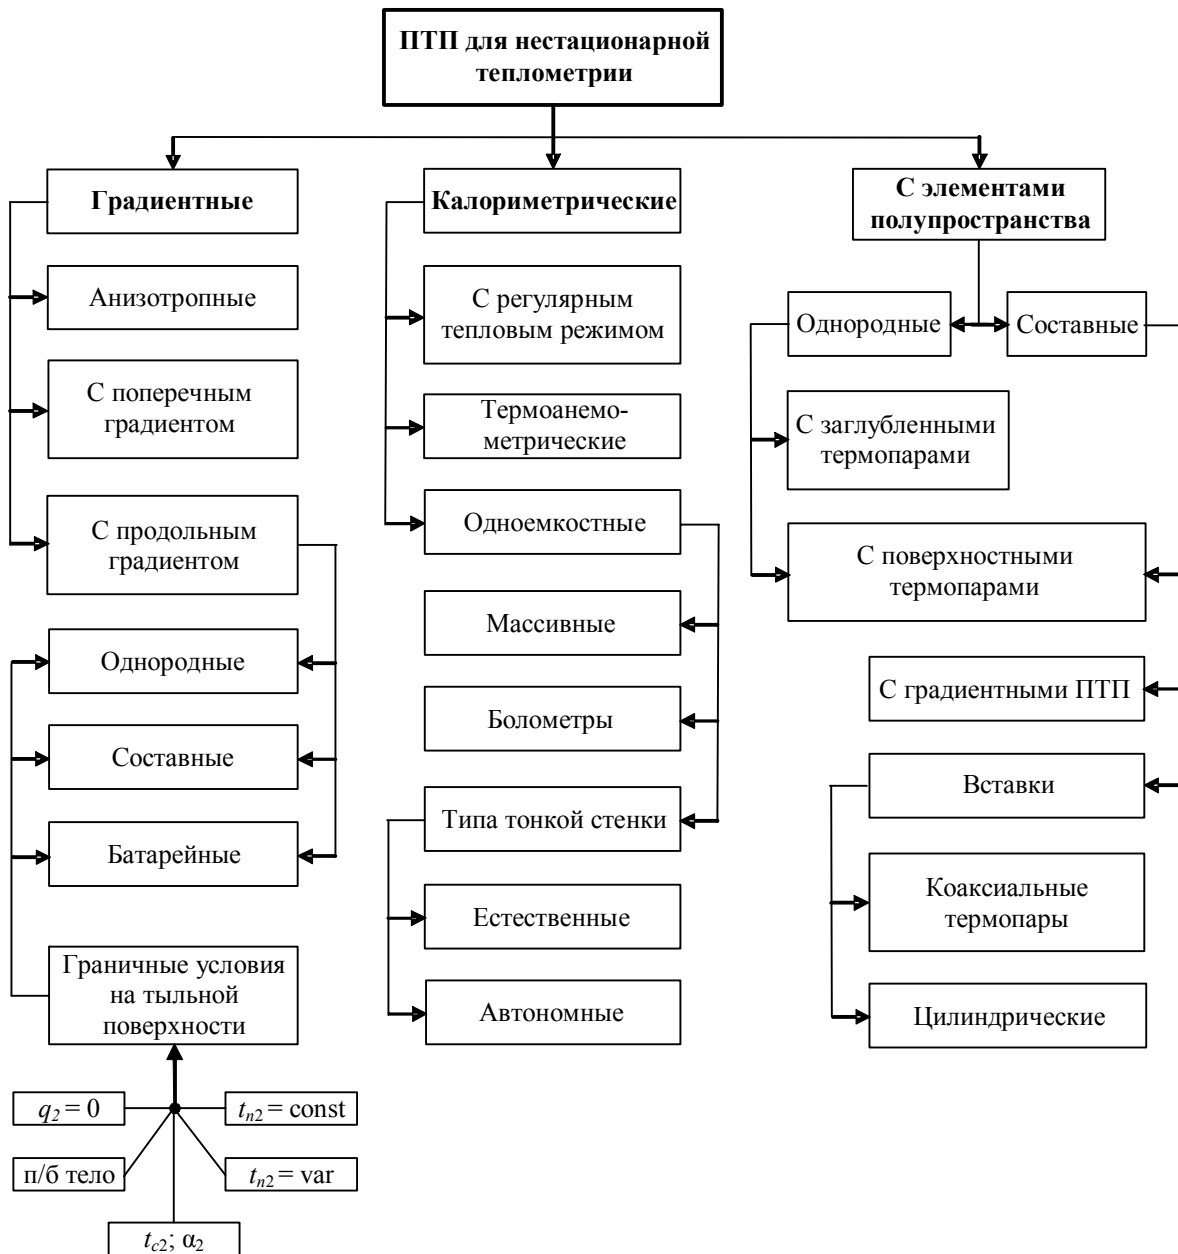 ПТП для нестационарной
теплометрии
Градиентные
Анизотропные
С поперечным
градиентом
С продольным
градиентом
Однородные
Составные
Батарейные
Граничные условия
на тыльной
поверхности
q₂ = 0
tₙ₂ = const
п/б тело
tₙ₂ = var
t_c2; α₂
Калориметрические
С регулярным
тепловым режимом
Термоанемо-
метрические
Одноемкостные
Массивные
Болометры
Типа тонкой стенки
Естественные
Автономные
С элементами
полупространства
Однородные
Составные
С заглубленными
термопарами
С поверхностными
термопарами
С градиентными ПТП
Вставки
Коаксиальные
термопары
Цилиндрические